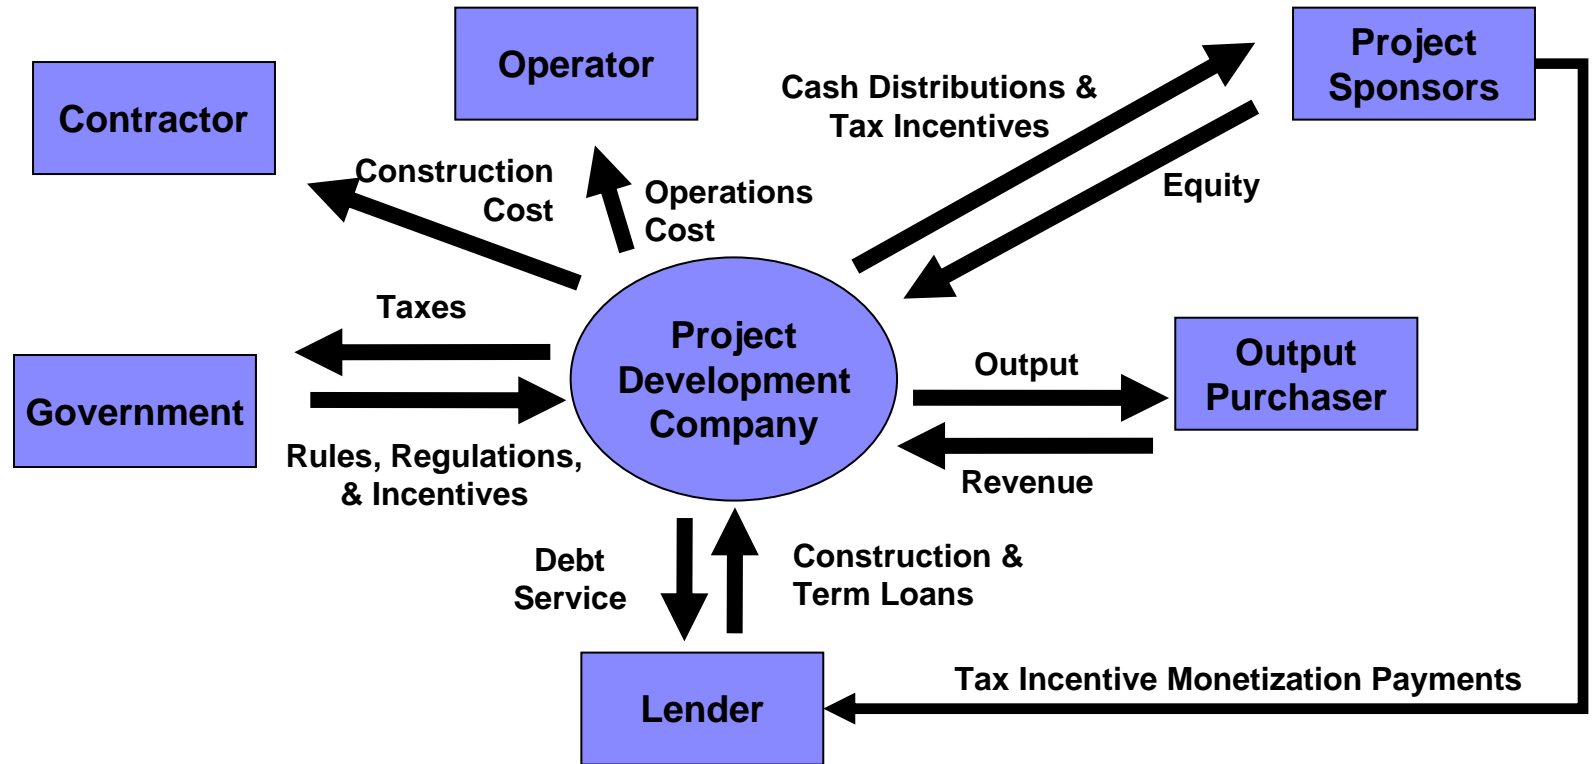 Operator
Project
Sponsors
Contractor
Cash Distributions &
Tax Incentives
Construction
Cost
Operations
Cost
Equity
Taxes
Project
Development
Company
Output
Output
Purchaser
Government
Rules, Regulations,
& Incentives
Revenue
Debt
Service
Construction &
Term Loans
Tax Incentive Monetization Payments
Lender